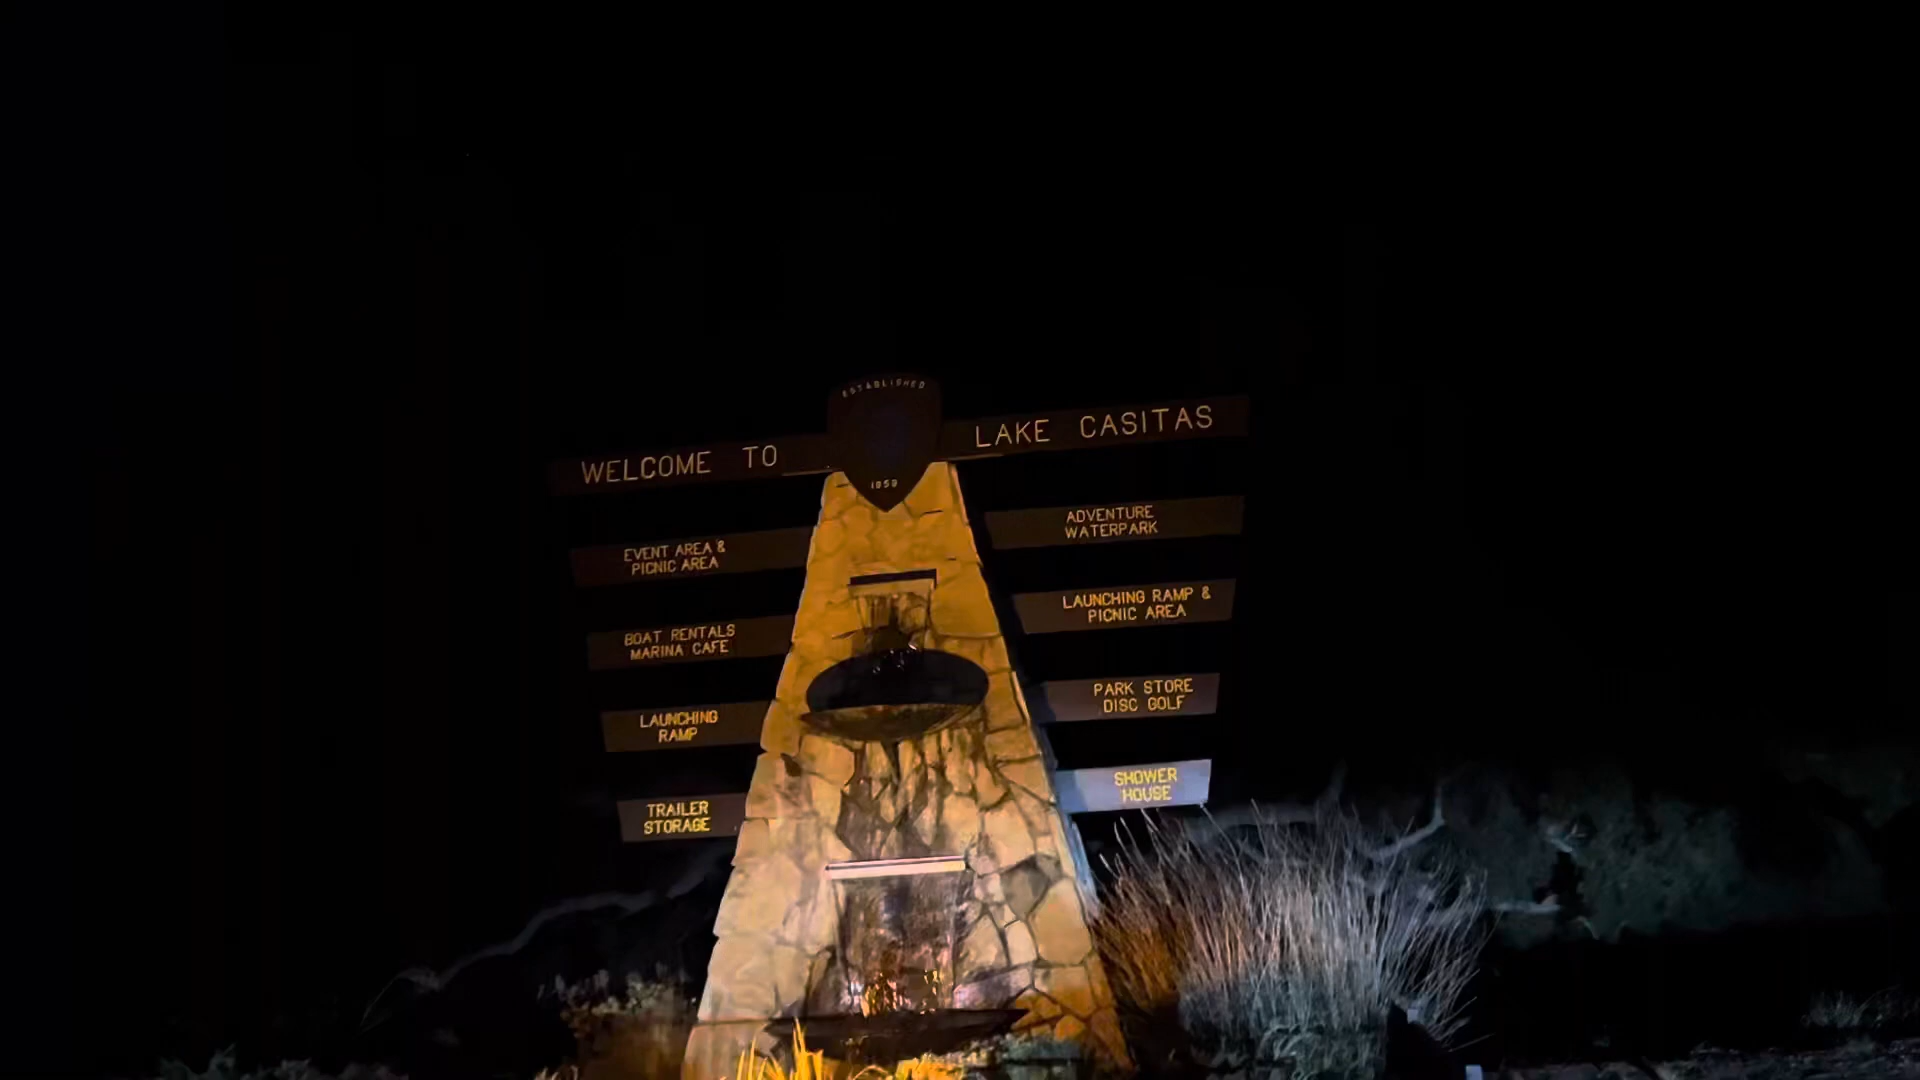 ESTABLISHED
WELCOME TO
LAKE CASITAS
1959
EVENT AREA &
PICNIC AREA
BOAT RENTALS
MARINA CAFE
LAUNCHING
RAMP
TRAILER
STORAGE
ADVENTURE
WATERPARK
LAUNCHING RAMP &
PICNIC AREA
PARK STORE
DISC GOLF
SHOWER
HOUSE